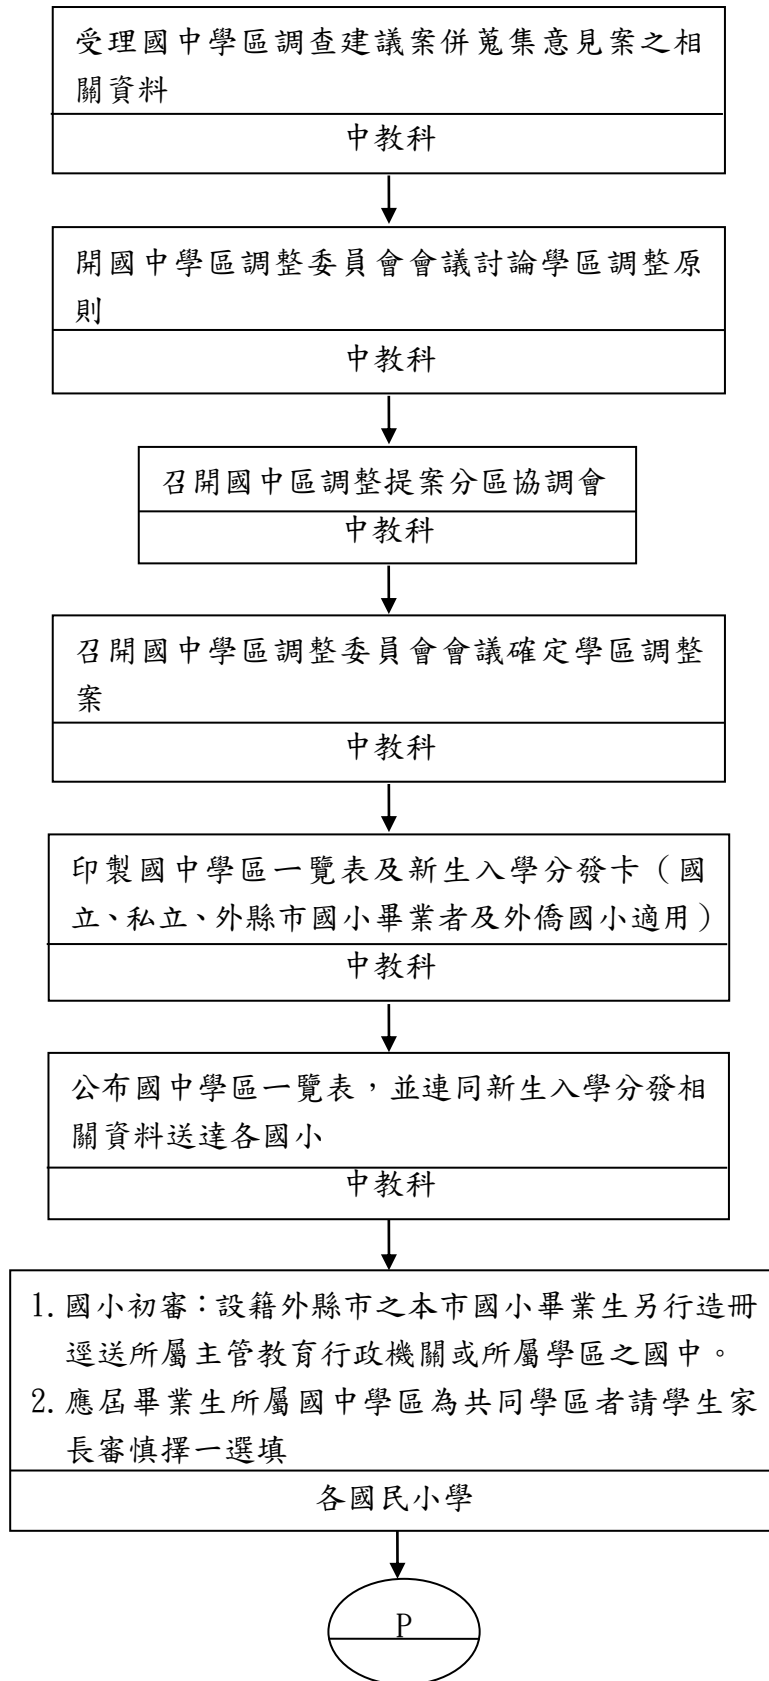 受理國中學區調查建議案併蒐集意見案之相
關資料
中教科
開國中學區調整委員會會議討論學區調整原
則
中教科
召開國中區調整提案分區協調會
中教科
召開國中學區調整委員會會議確定學區調整
案
中教科
印製國中學區一覽表及新生入學分發卡（國
立、私立、外縣市國小畢業者及外僑國小適用）
中教科
公布國中學區一覽表，並連同新生入學分發相
關資料送達各國小
中教科
1. 國小初審：設籍外縣市之本市國小畢業生另行造冊
逕送所屬主管教育行政機關或所屬學區之國中。
2. 應屆畢業生所屬國中學區為共同學區者請學生家
長審慎擇一選填
各國民小學
P